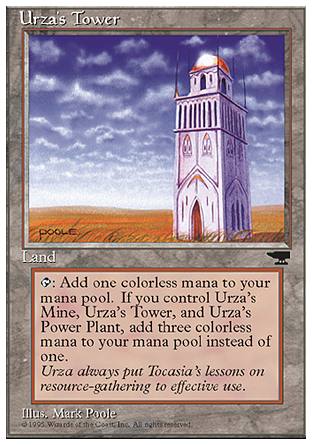 Urza's Tower
POOLE
Land
: Add one colorless mana to your
mana pool. If you control Urza's
Mine, Urza's Tower, and Urza's
Power Plant, add three colorless
mana to your mana pool instead of
one.
Urza always put Tocasia's lessons on
resource-gathering to effective use.
Illus. Mark Poole
© 1995 Wizards of the Coast, Inc. All rights reserved.